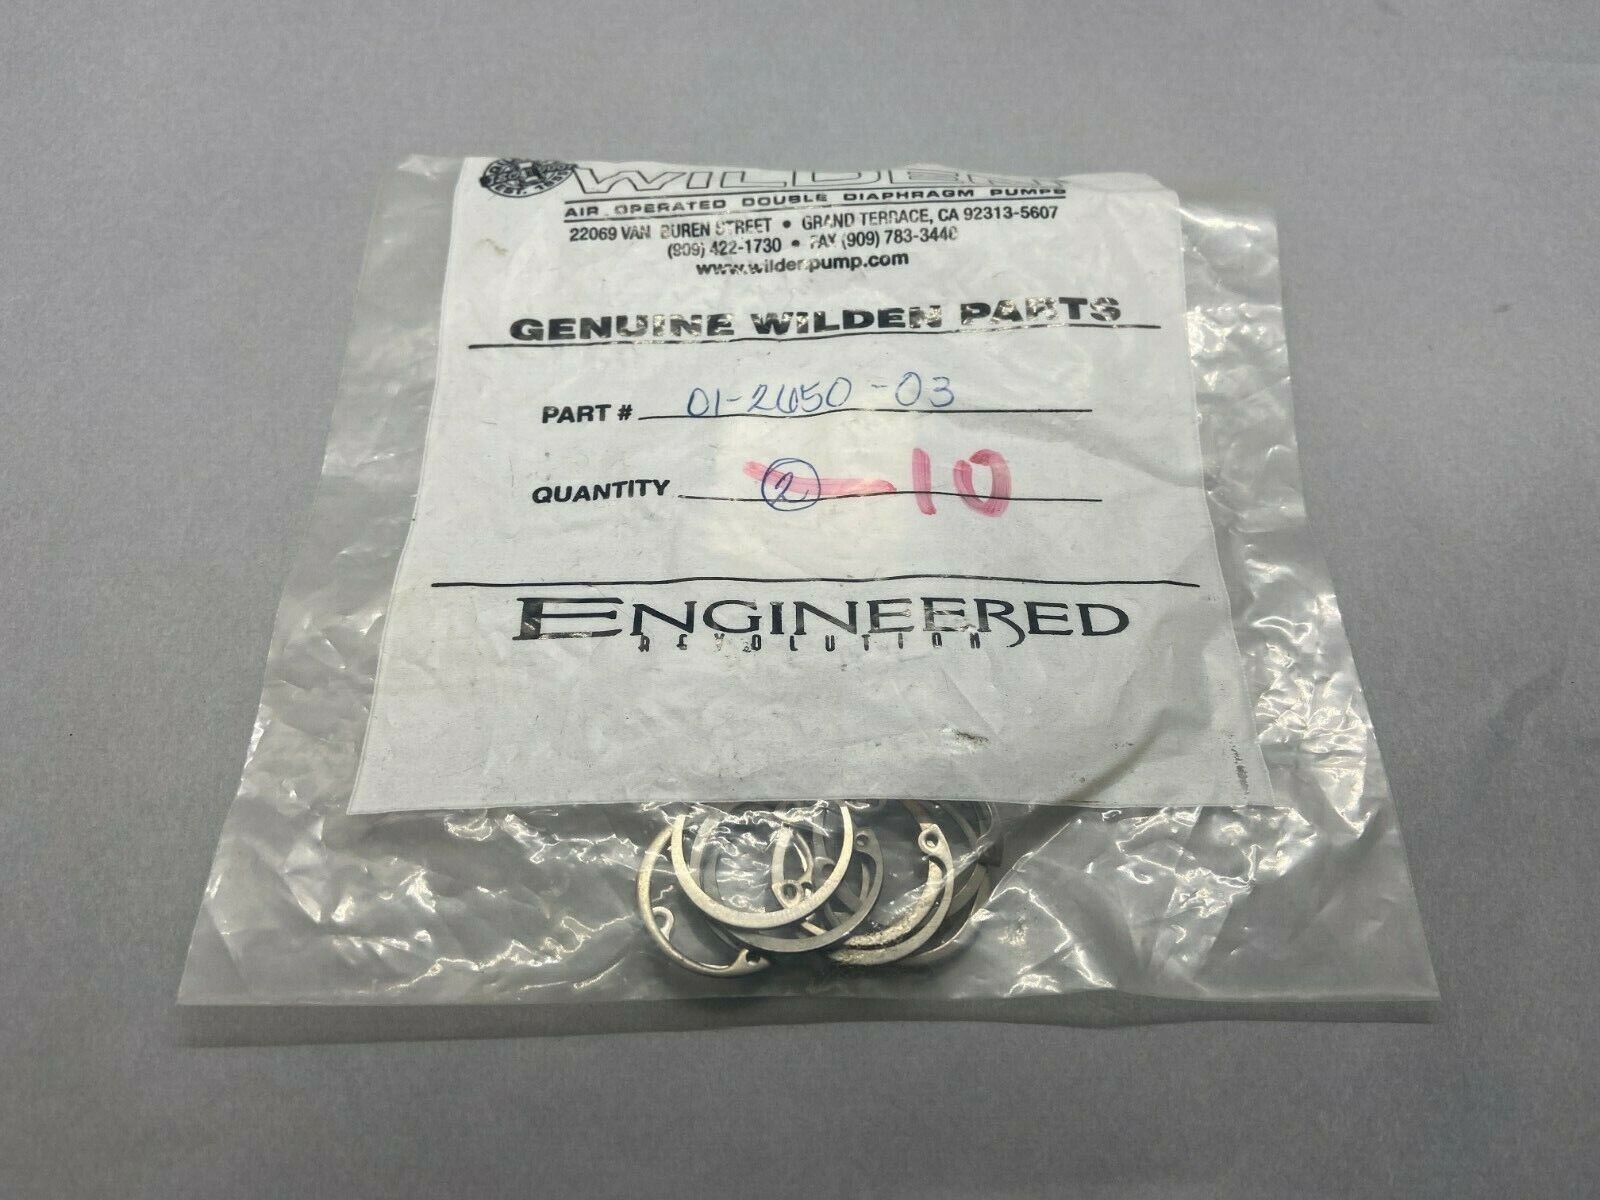 WILDEN
AIR OPERATED DOUBLE DIAPHRAGM PUMPS
22069 VAN BUREN STREET • GRAND TERRACE, CA 92313-5607
(909) 422-1730 • FAX (909) 783-3440
www.wildenpump.com
GENUINE WILDEN PARTS
PART # 01-2650-03
QUANTITY 2 10
ENGINEERED
REVOLUTION